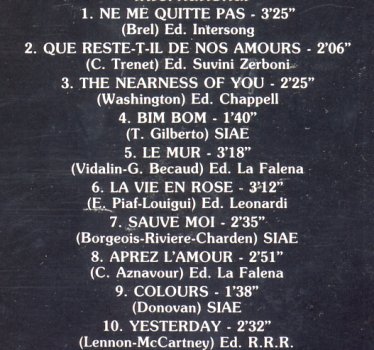 1. NE ME QUITTE PAS - 3'25"
(Brel) Ed. Intersong
2. QUE RESTE-T-IL DE NOS AMOURS - 2'06"
(C. Trenet) Ed. Suvini Zerboni
3. THE NEARNESS OF YOU - 2'25"
(Washington) Ed. Chappell
4. BIM BOM - 1'40"
(T. Gilberto) SIAE
5. LE MUR - 3'18"
(Vidalin-G. Becaud) Ed. La Falena
6. LA VIE EN ROSE - 3'12"
(E. Piaf-Louigui) Ed. Leonardi
7. SAUVE MOI - 2'35"
(Borgeois-Riviere-Charden) SIAE
8. APREZ L'AMOUR - 2'51"
(C. Aznavour) Ed. La Falena
9. COLOURS - 1'38"
(Donovan) SIAE
10. YESTERDAY - 2'32"
(Lennon-McCartney) Ed. R.R.R.